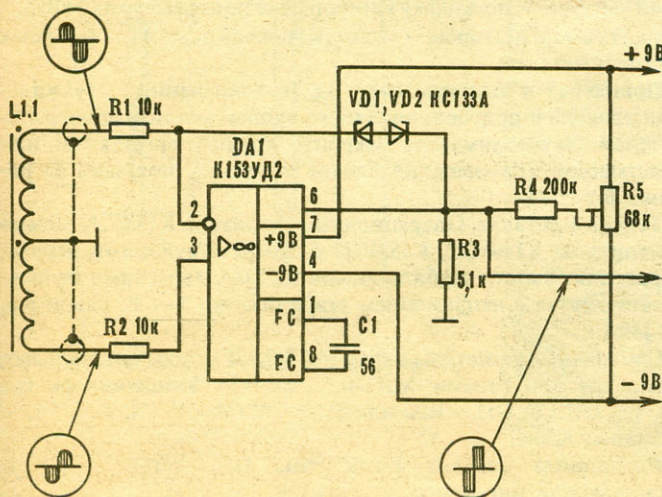 +9В
L1.1
R1 10к
VD1, VD2 КС133А
DA1
К153УД2
2
3
▷∞
6
7
+9В
-9В
4
1
FC
8
FC
C1
56
R4 200к
R5
68к
R3
5,1к
R2 10к
-9В